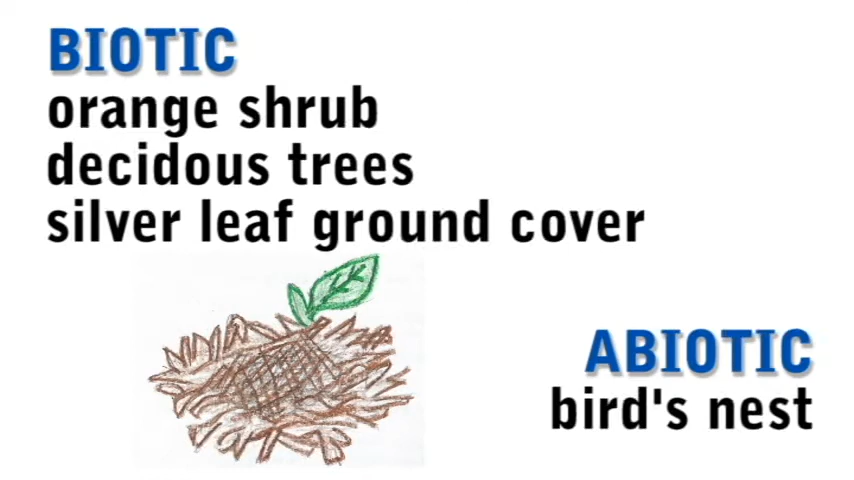 BIOTIC
orange shrub
decidous trees
silver leaf ground cover
ABIOTIC
bird's nest